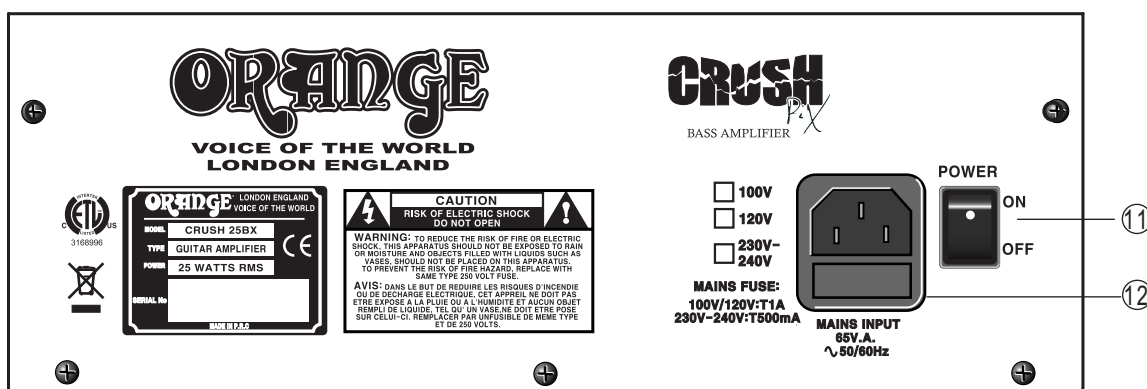 ORANGE
VOICE OF THE WORLD
LONDON ENGLAND
CRUSH
PiX
BASS AMPLIFIER
INTERTEK
ETL
C US
LISTED
3168996
ORANGE
LONDON ENGLAND
VOICE OF THE WORLD
MODEL CRUSH 25BX
TYPE GUITAR AMPLIFIER
POWER 25 WATTS RMS
SERIAL No
MADE IN P.R.C
CE
CAUTION
RISK OF ELECTRIC SHOCK
DO NOT OPEN
WARNING: TO REDUCE THE RISK OF FIRE OR ELECTRIC
SHOCK, THIS APPARATUS SHOULD NOT BE EXPOSED TO RAIN
OR MOISTURE AND OBJECTS FILLED WITH LIQUIDS SUCH AS
VASES, SHOULD NOT BE PLACED ON THIS APPARATUS.
TO PREVENT THE RISK OF FIRE HAZARD, REPLACE WITH
SAME TYPE 250 VOLT FUSE.
AVIS: DANS LE BUT DE REDUIRE LES RISQUES D'INCENDIE
OU DE DECHARGE ELECTRIQUE, CET APPREIL NE DOIT PAS
ETRE EXPOSE A LA PLUIE OU A L'HUMIDITE ET AUCUN OBJET
REMPLI DE LIQUIDE, TEL QU' UN VASE,NE DOIT ETRE POSE
SUR CELUI-CI. REMPLACER PAR UNFUSIBLE DE MEME TYPE
ET DE 250 VOLTS.
100V
120V
230V-
240V
MAINS FUSE:
100V/120V:T1A
230V-240V:T500mA
MAINS INPUT
65V.A.
∿50/60Hz
POWER
ON
OFF
11
12